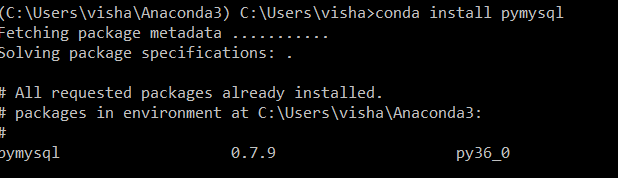 (C:\Users\visha\Anaconda3) C:\Users\visha>conda install pymysql
Fetching package metadata ...........
Solving package specifications: .
# All requested packages already installed.
# packages in environment at C:\Users\visha\Anaconda3:
#
pymysql 0.7.9 py36_0